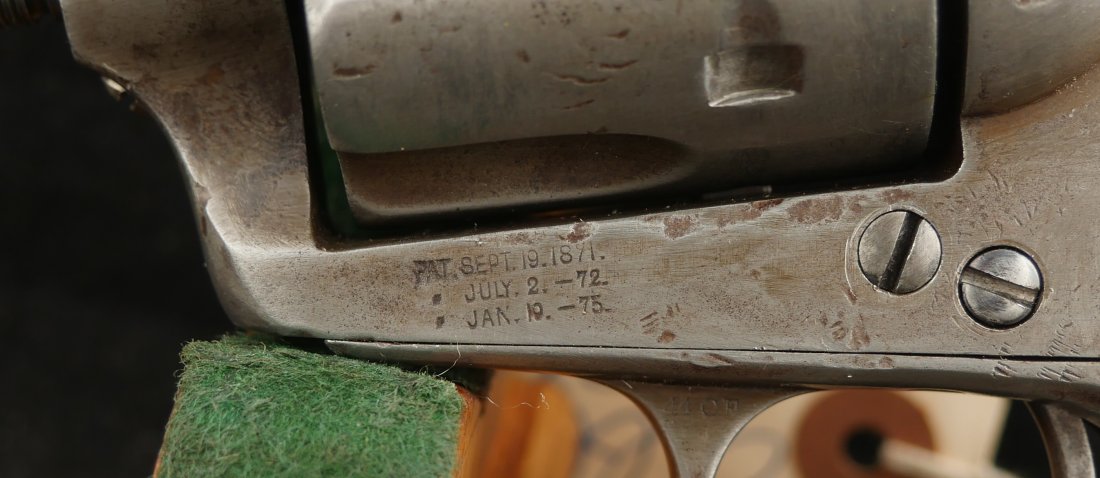 PAT. SEPT. 19. 1871.
" JULY. 2. -72.
" JAN. 19. -75.